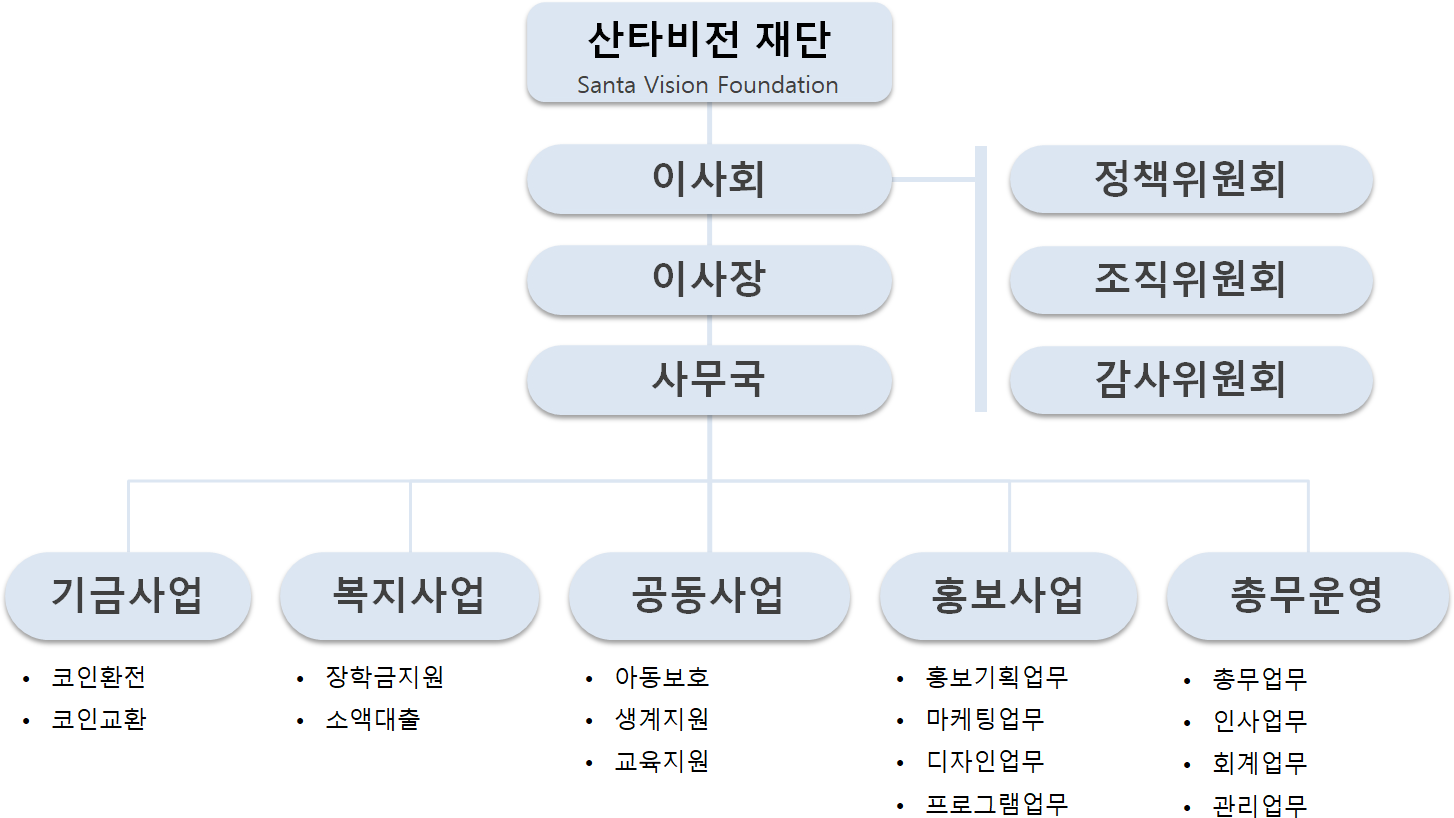 산타비전 재단
Santa Vision Foundation
이사회
정책위원회
이사장
조직위원회
사무국
감사위원회
기금사업
• 코인환전
• 코인교환
복지사업
• 장학금지원
• 소액대출
공동사업
• 아동보호
• 생계지원
• 교육지원
홍보사업
• 홍보기획업무
• 마케팅업무
• 디자인업무
• 프로그램업무
총무운영
• 총무업무
• 인사업무
• 회계업무
• 관리업무